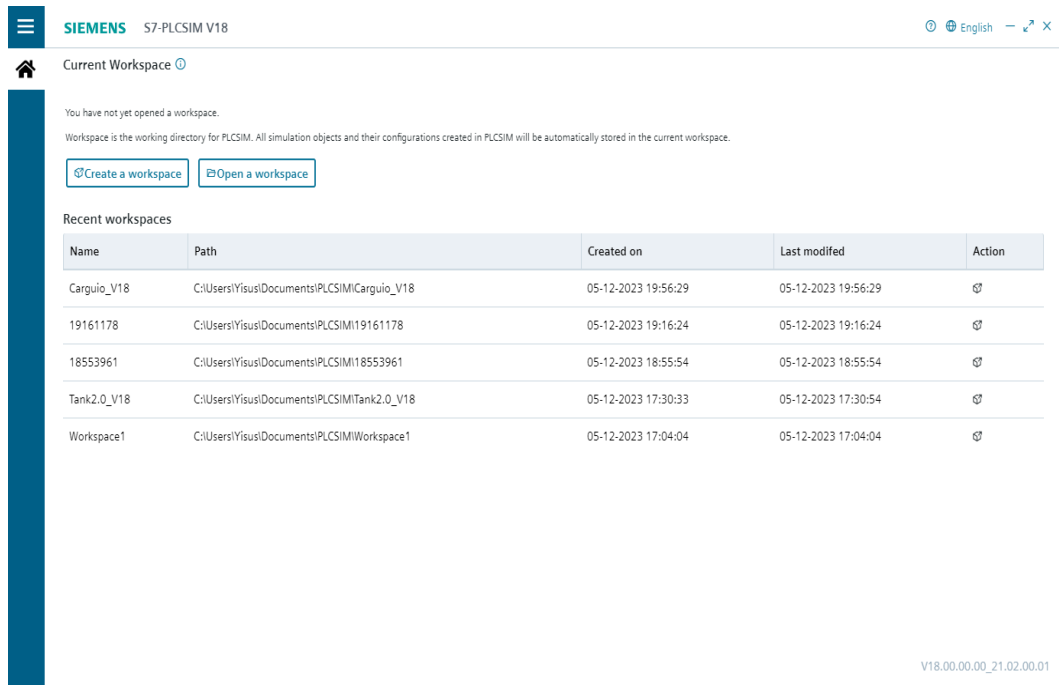 SIEMENS S7-PLCSIM V18 English
Current Workspace
You have not yet opened a workspace.
Workspace is the working directory for PLCSIM. All simulation objects and their configurations created in PLCSIM will be automatically stored in the current workspace.
Create a workspace Open a workspace
Recent workspaces
Name Path Created on Last modifed Action
Carguio_V18 C:\Users\Yisus\Documents\PLCSIM\Carguio_V18 05-12-2023 19:56:29 05-12-2023 19:56:29
19161178 C:\Users\Yisus\Documents\PLCSIM\19161178 05-12-2023 19:16:24 05-12-2023 19:16:24
18553961 C:\Users\Yisus\Documents\PLCSIM\18553961 05-12-2023 18:55:54 05-12-2023 18:55:54
Tank2.0_V18 C:\Users\Yisus\Documents\PLCSIM\Tank2.0_V18 05-12-2023 17:30:33 05-12-2023 17:30:54
Workspace1 C:\Users\Yisus\Documents\PLCSIM\Workspace1 05-12-2023 17:04:04 05-12-2023 17:04:04
V18.00.00.00_21.02.00.01